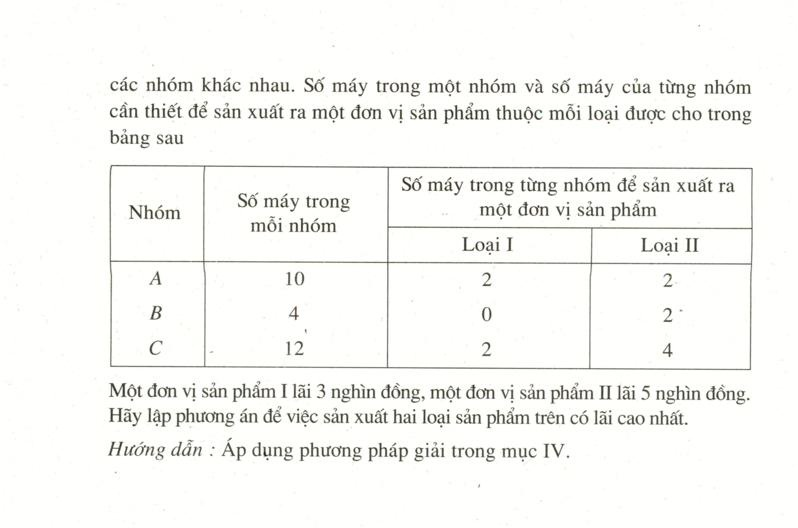 các nhóm khác nhau. Số máy trong một nhóm và số máy của từng nhóm
cần thiết để sản xuất ra một đơn vị sản phẩm thuộc mỗi loại được cho trong
bảng sau
Nhóm
Số máy trong
mỗi nhóm
Số máy trong từng nhóm để sản xuất ra
một đơn vị sản phẩm
Loại I
Loại II
A 10 2 2
B 4 0 2
C 12 2 4
Một đơn vị sản phẩm I lãi 3 nghìn đồng, một đơn vị sản phẩm II lãi 5 nghìn đồng.
Hãy lập phương án để việc sản xuất hai loại sản phẩm trên có lãi cao nhất.
Hướng dẫn : Áp dụng phương pháp giải trong mục IV.